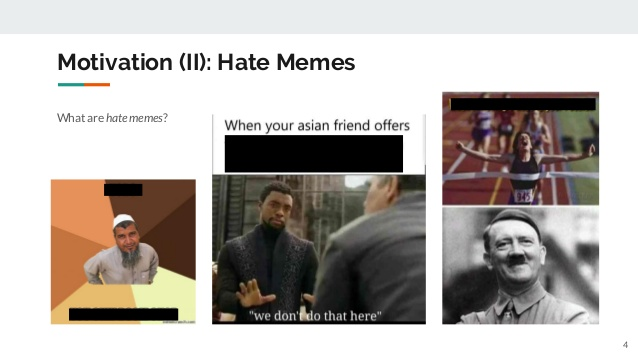 Motivation (II): Hate Memes
What are hate memes?
When your asian friend offers
"we don't do that here"
4